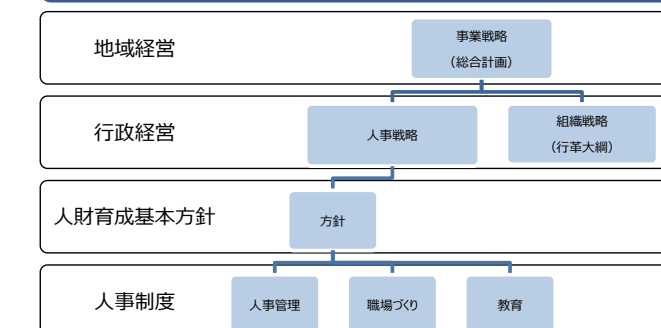 地域経営
事業戦略
（総合計画）
行政経営
人事戦略
組織戦略
（行革大綱）
人財育成基本方針
方針
人事制度
人事管理
職場づくり
教育